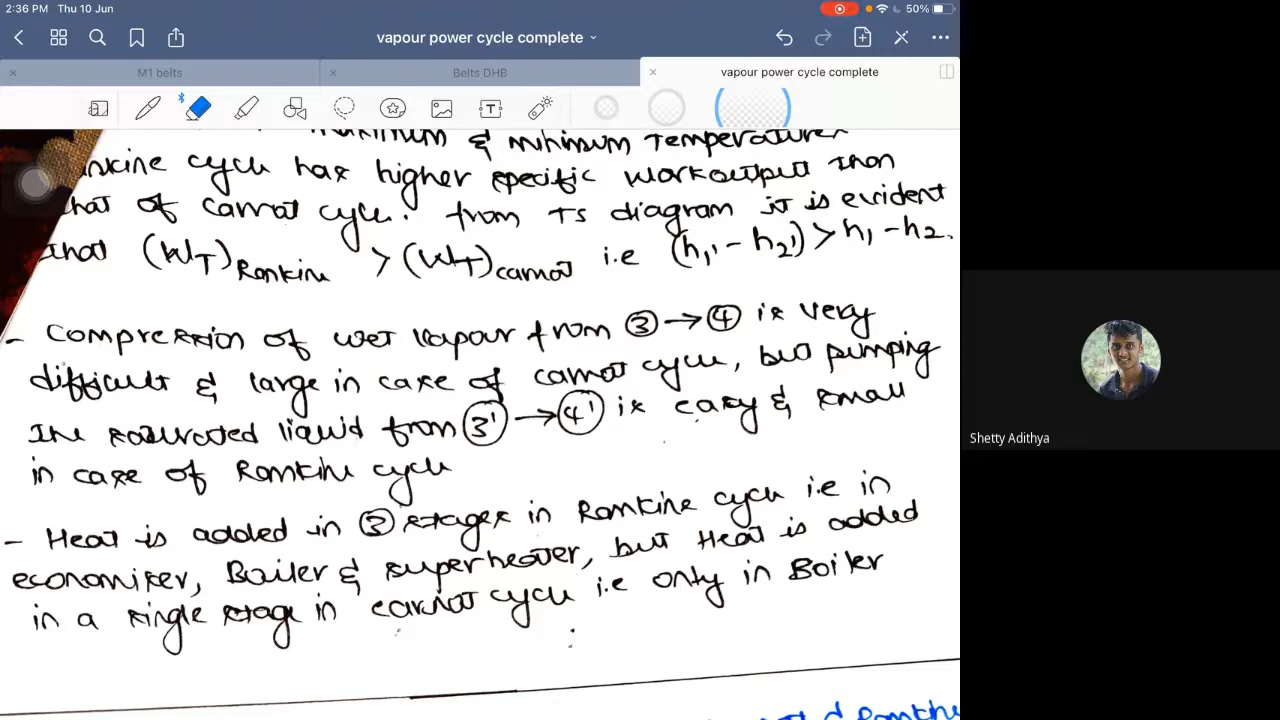 2:36 PM Thu 10 Jun
50%
vapour power cycle complete
M1 belts
Belts DHB
vapour power cycle complete
maximum & minimum Temperatures
Rankine cycle has higher specific workoutput than
that of carnot cycle. from Ts diagram it is evident
that (WT)Rankine > (WT)carnot i.e (h1' - h2') > h1 - h2.
- compression of wet vapour from ③ → ④ is very
difficult & large in case of carnot cycle, but pumping
the saturated liquid from ③' → ④' is easy & small
in case of Rankine cycle
- Heat is added in ③ stages in Rankine cycle i.e in
economiser, Boiler & superheater, but Heat is added
in a single stage in carnot cycle i.e only in Boiler
& Rankine
Shetty Adithya